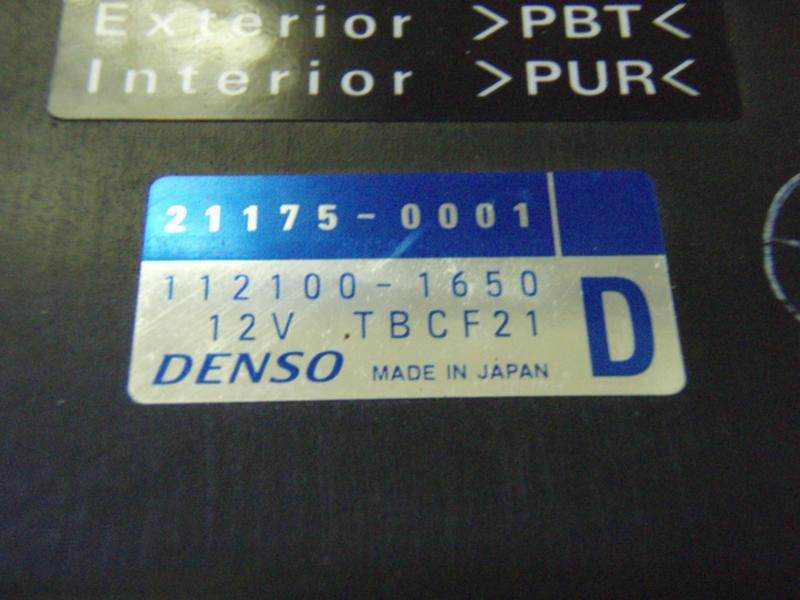 Exterior >PBT<
Interior >PUR<
21175-0001
112100-1650
12V .TBCF21
D
DENSO MADE IN JAPAN